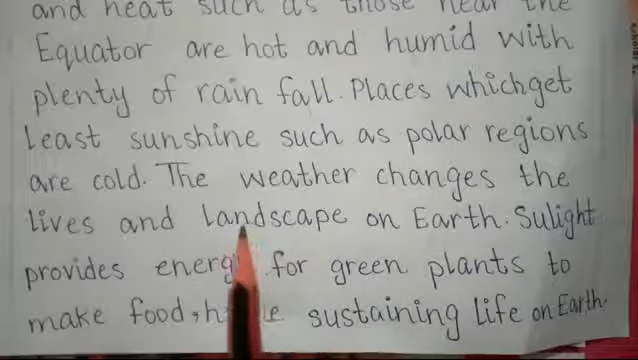 and heat such as those near the
Equator are hot and humid with
plenty of rain fall. Places whichget
Least sunshine such as polar regions
are cold. The weather changes the
lives and landscape on Earth. Sulight
provides energ for green plants to
make food, sustaining life on Earth.